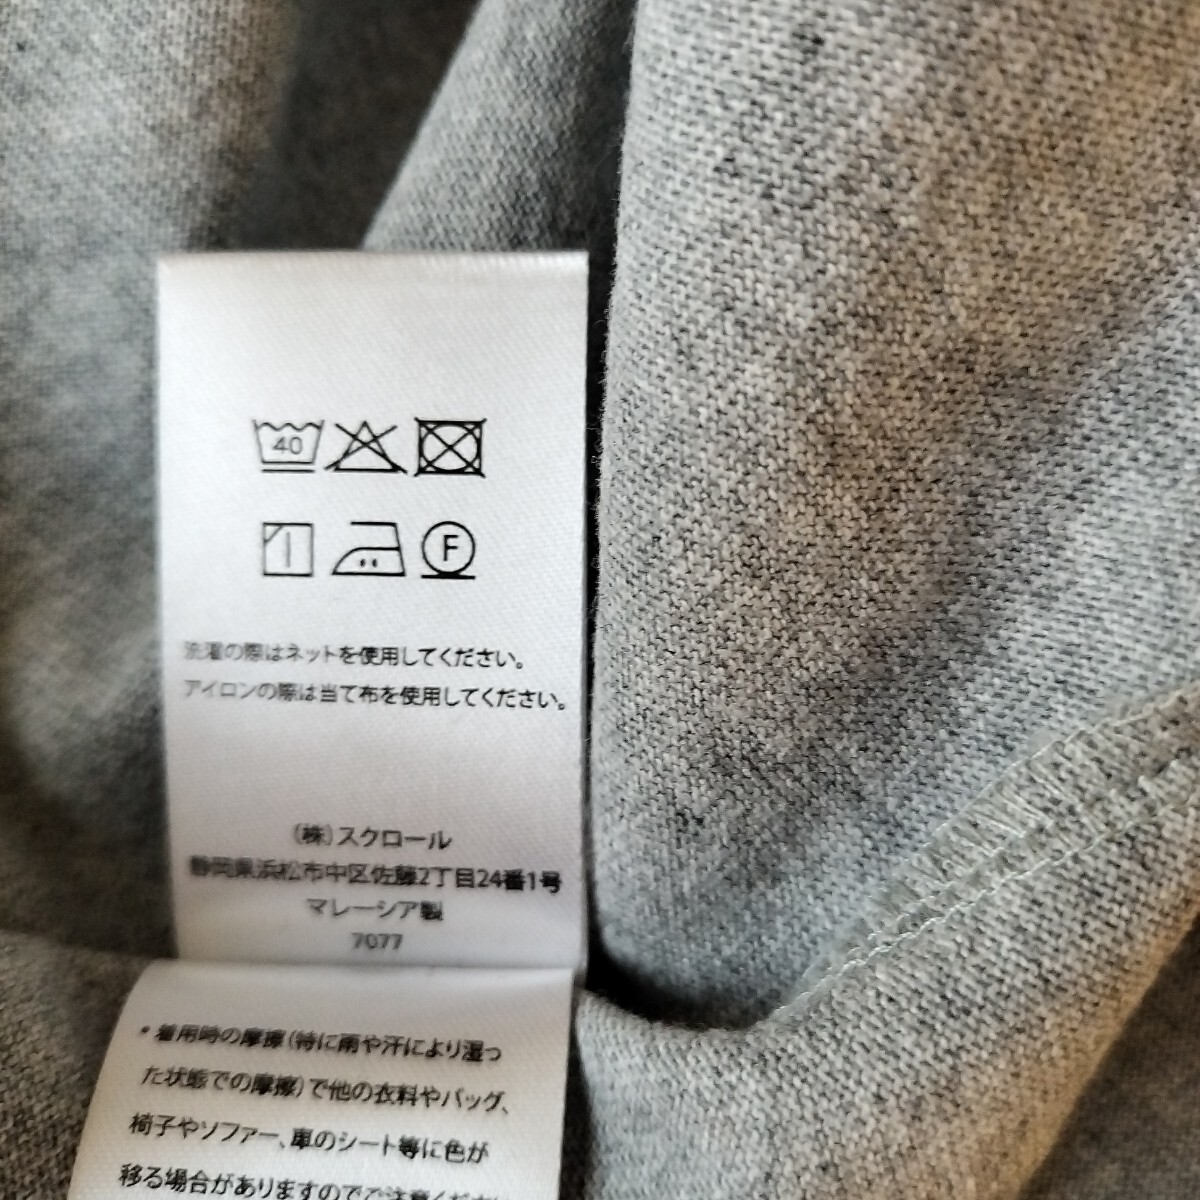 40
F
洗濯の際はネットを使用してください。
アイロンの際は当て布を使用してください。
（株）スクロール
静岡県浜松市中区佐藤2丁目24番1号
マレーシア製
7077
* 着用時の摩擦（特に雨や汗により湿っ
た状態での摩擦）で他の衣料やバッグ、
椅子やソファー、車のシート等に色が
移る場合がありますのでご注意くださ